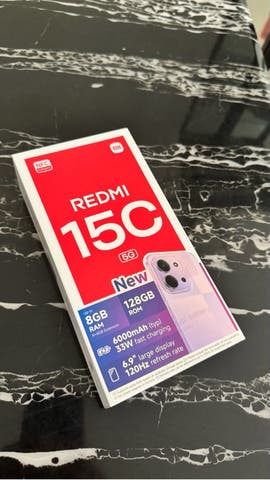 REDMI
15C
5G
New
8GB
RAM
128GB
ROM
6000mAh (typ)
33W fast charging
6.9" large display
120Hz refresh rate